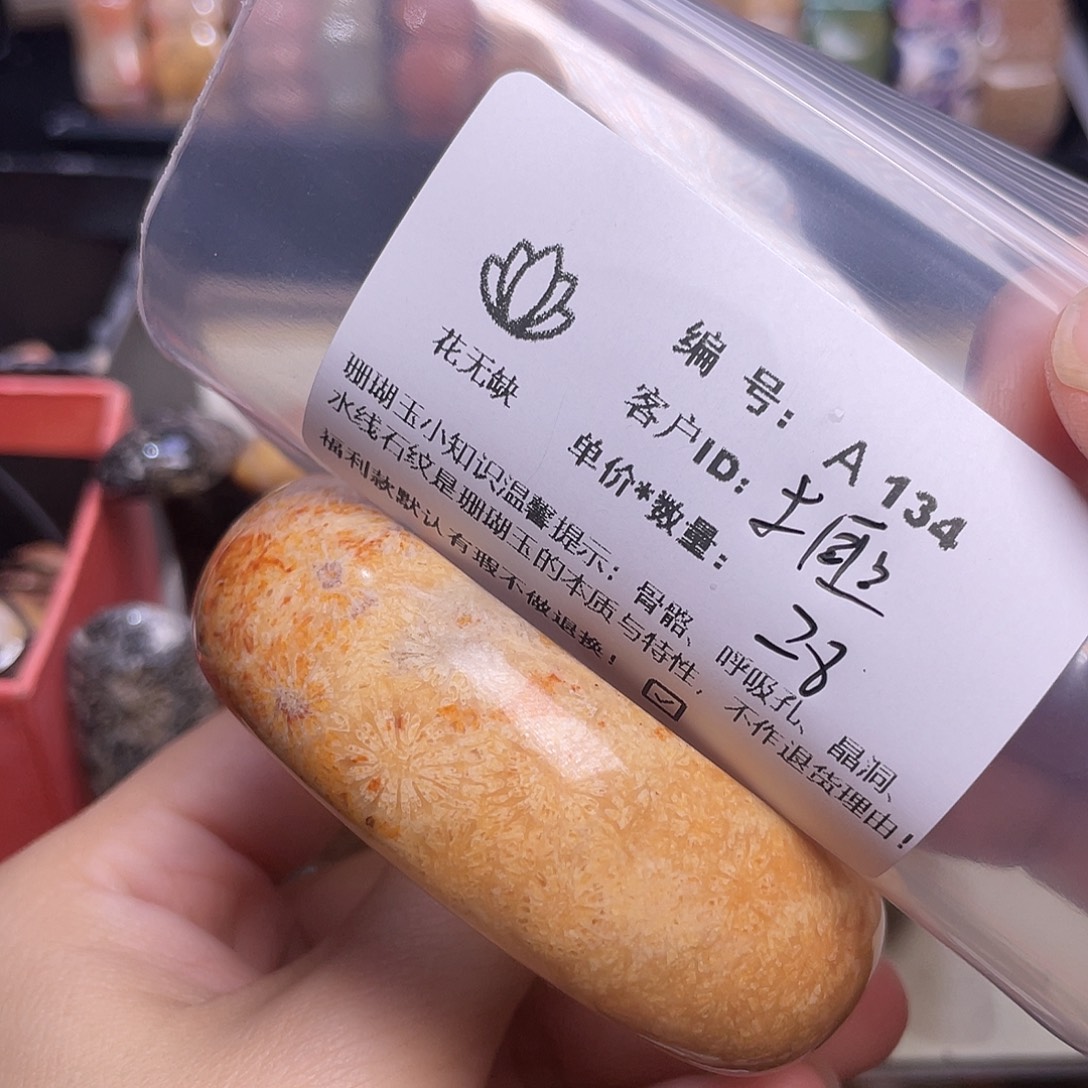 花无缺
编 号: A 134
客户ID: 土匪
单价*数量: 28
珊瑚玉小知识温馨提示: 骨骼、呼吸孔、晶洞、
水线石纹是珊瑚玉的本质与特性,不作退货理由!
福利款默认有瑕不做退换! ☑